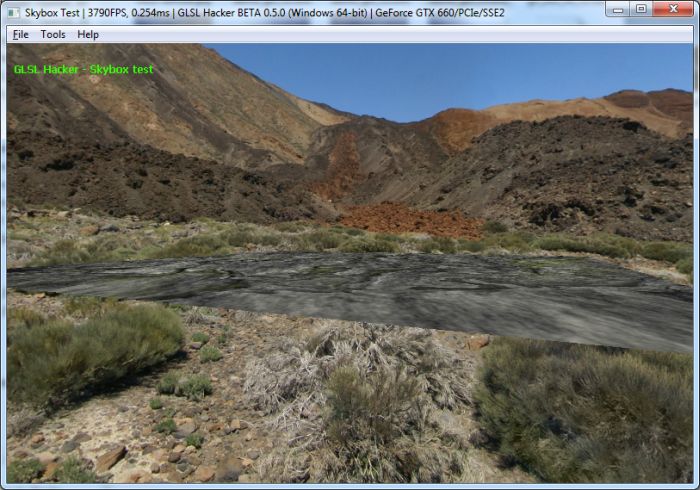 Skybox Test | 3790FPS, 0.254ms | GLSL Hacker BETA 0.5.0 (Windows 64-bit) | GeForce GTX 660/PCIe/SSE2
File Tools Help
GLSL Hacker - Skybox test